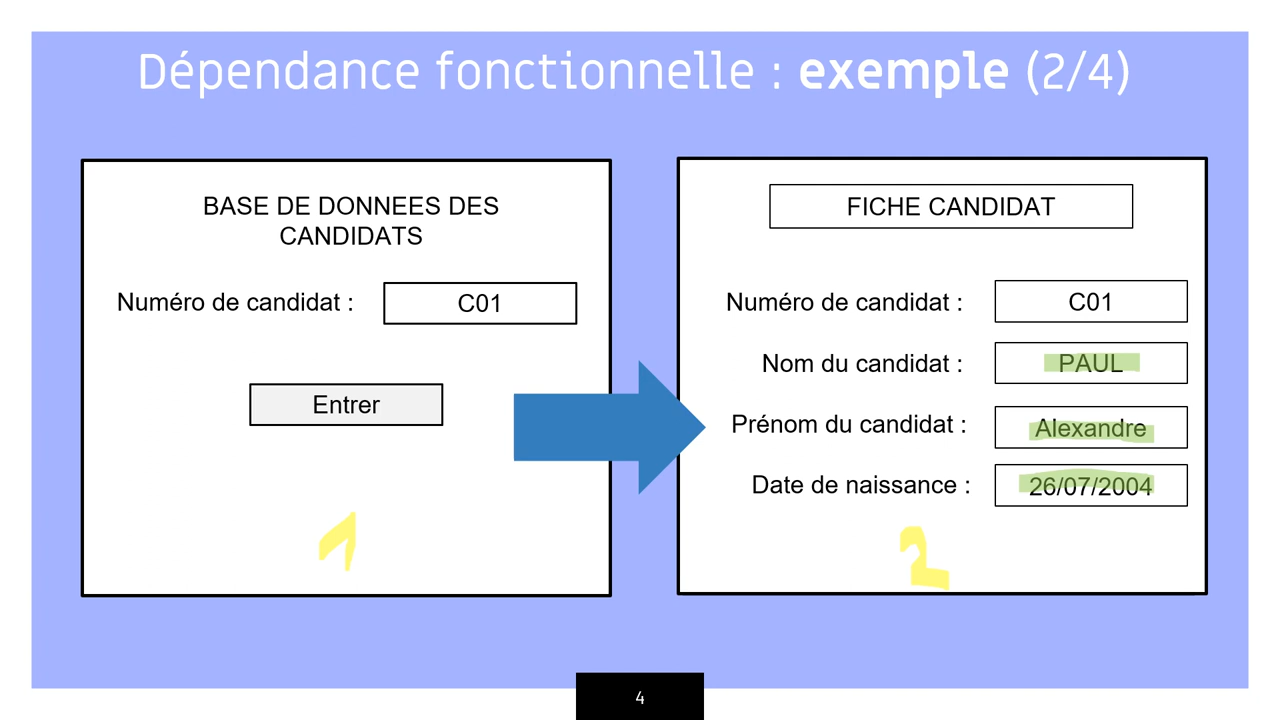 Dépendance fonctionnelle : exemple (2/4)
BASE DE DONNEES DES
CANDIDATS
Numéro de candidat : C01
Entrer
1
FICHE CANDIDAT
Numéro de candidat : C01
Nom du candidat : PAUL
Prénom du candidat : Alexandre
Date de naissance : 26/07/2004
2
4